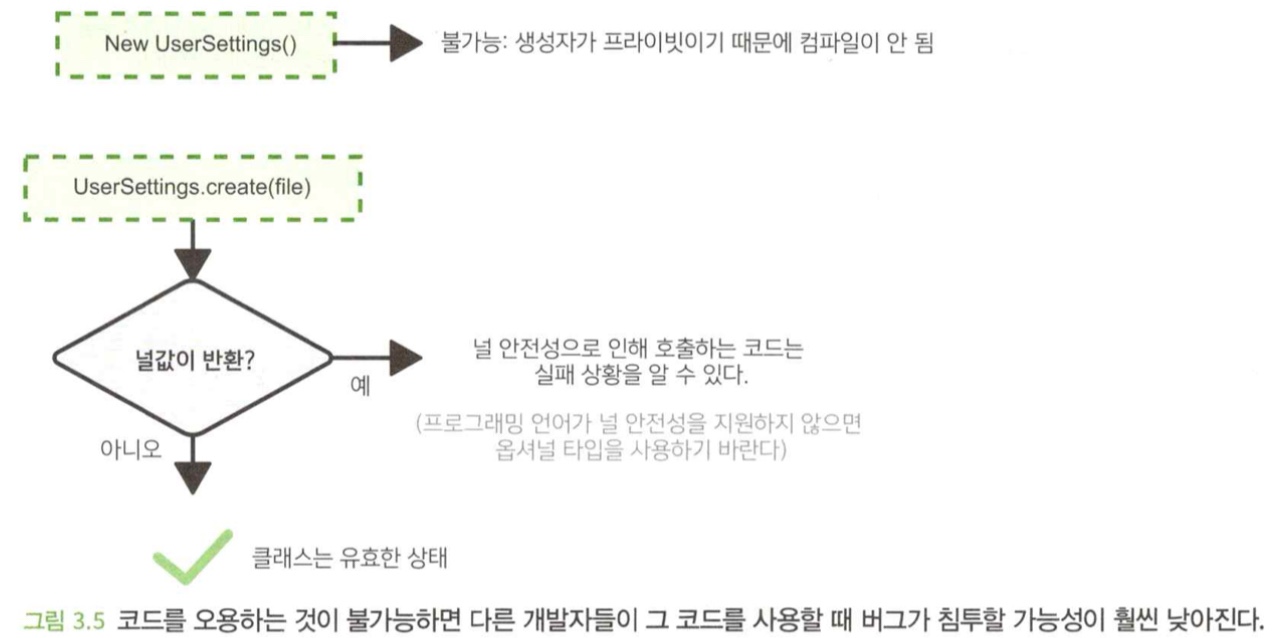 New UserSettings()
불가능: 생성자가 프라이빗이기 때문에 컴파일이 안 됨
UserSettings.create(file)
널값이 반환?
예
널 안전성으로 인해 호출하는 코드는
실패 상황을 알 수 있다.
(프로그래밍 언어가 널 안전성을 지원하지 않으면
옵셔널 타입을 사용하기 바란다)
아니오
클래스는 유효한 상태
그림 3.5 코드를 오용하는 것이 불가능하면 다른 개발자들이 그 코드를 사용할 때 버그가 침투할 가능성이 훨씬 낮아진다.